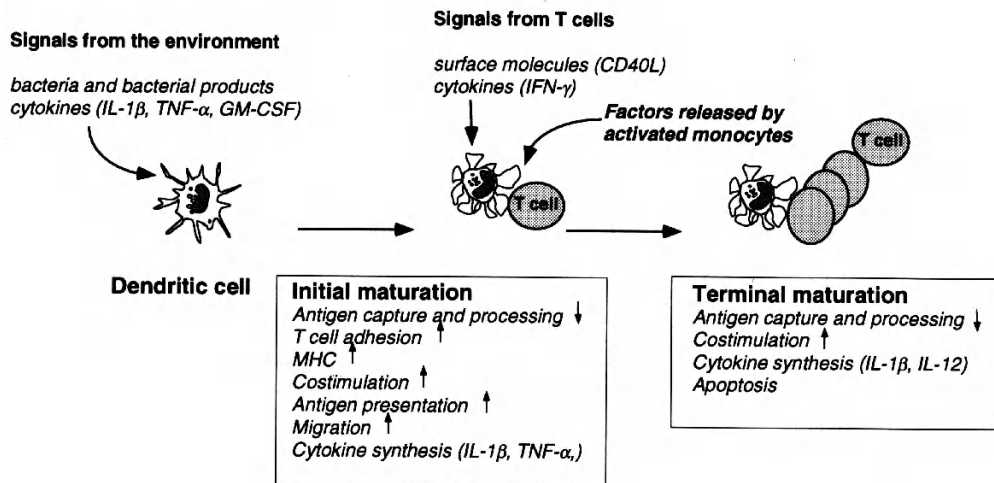 Signals from the environment
bacteria and bacterial products
cytokines (IL-1β, TNF-α, GM-CSF)
Signals from T cells
surface molecules (CD40L)
cytokines (IFN-γ)
Factors released by
activated monocytes
T cell
T cell
Dendritic cell
Initial maturation
Antigen capture and processing ↓
T cell adhesion ↑
MHC ↑
Costimulation ↑
Antigen presentation ↑
Migration ↑
Cytokine synthesis (IL-1β, TNF-α,)
Terminal maturation
Antigen capture and processing ↓
Costimulation ↑
Cytokine synthesis (IL-1β, IL-12)
Apoptosis